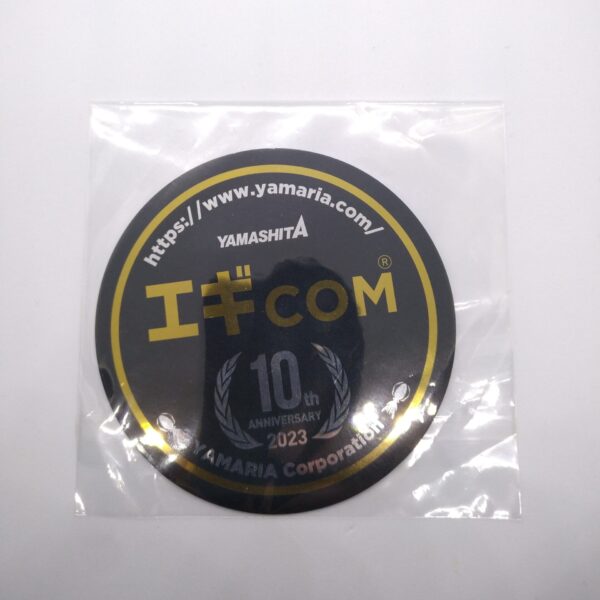 https://www.yamaria.com/
YAMASHITA
エギCOM®
10th
ANNIVERSARY
2023
YAMARIA Corporation